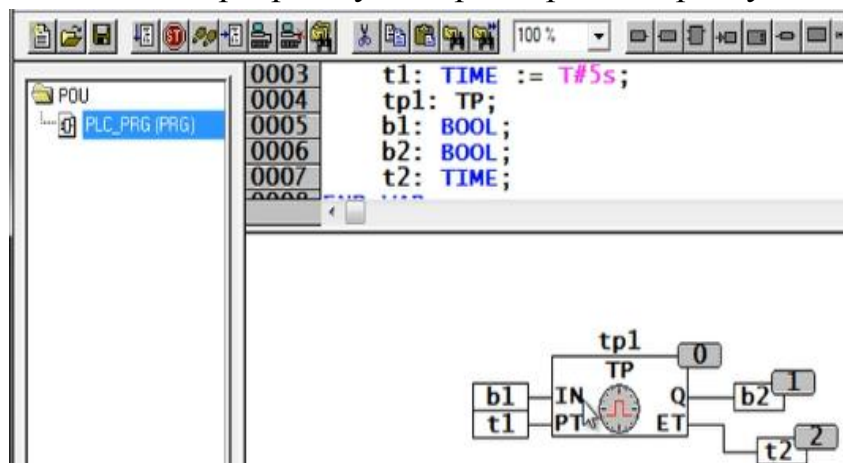 100 %
POU
PLC_PRG (PRG)
0003 t1: TIME := T#5s;
0004 tp1: TP;
0005 b1: BOOL;
0006 b2: BOOL;
0007 t2: TIME;
tp1
0
TP
b1 IN Q b2 1
t1 PT ET
t2 2